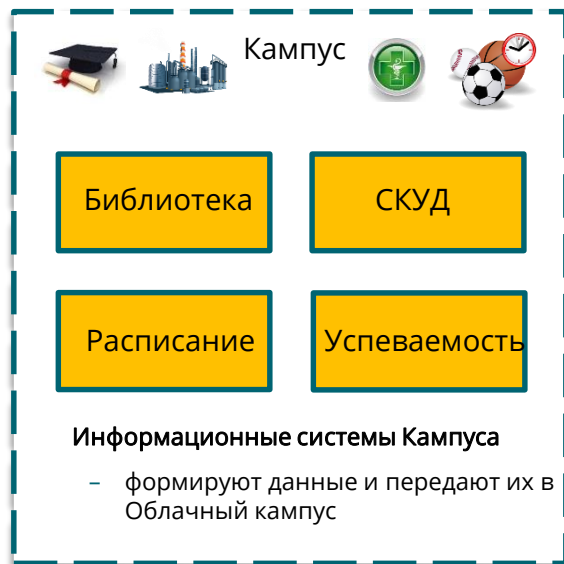 Кампус
Библиотека
СКУД
Расписание
Успеваемость
Информационные системы Кампуса
– формируют данные и передают их в
Облачный кампус